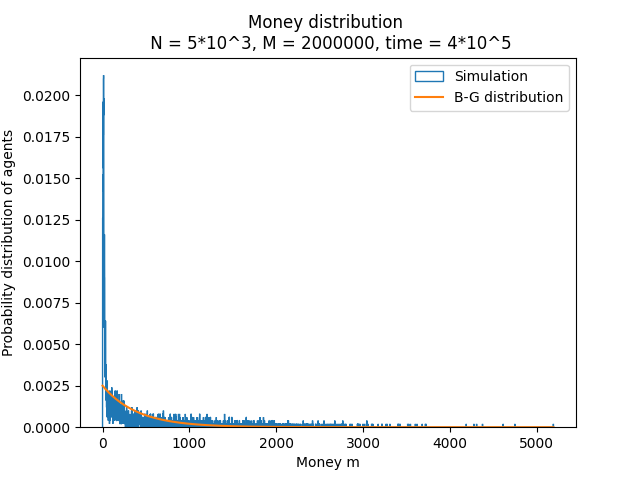 Money distribution
N = 5*10^3, M = 2000000, time = 4*10^5
Simulation
B-G distribution
Probability distribution of agents
0.0200
0.0175
0.0150
0.0125
0.0100
0.0075
0.0050
0.0025
0.0000
0 1000 2000 3000 4000 5000
Money m